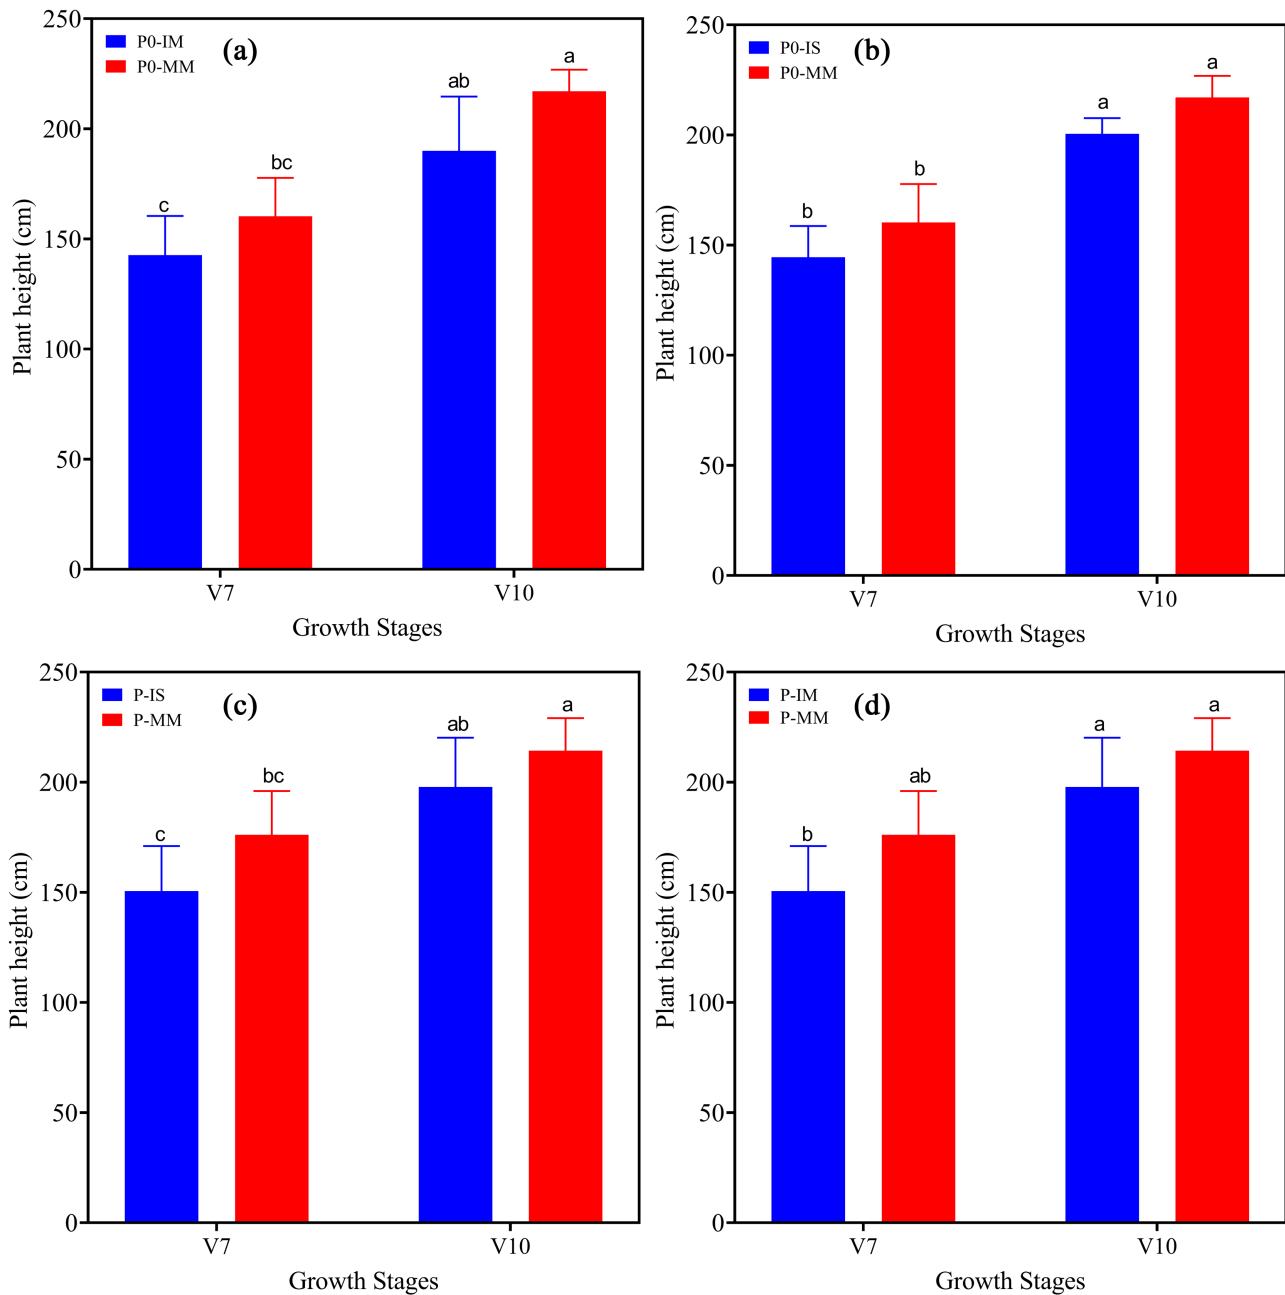 (a)
P0-IM
P0-MM
Plant height (cm)
250
200
150
100
50
0
c
bc
ab
a
V7
V10
Growth Stages
(b)
P0-IS
P0-MM
Plant height (cm)
250
200
150
100
50
0
b
b
a
a
V7
V10
Growth Stages
(c)
P-IS
P-MM
Plant height (cm)
250
200
150
100
50
0
c
bc
ab
a
V7
V10
Growth Stages
(d)
P-IM
P-MM
Plant height (cm)
250
200
150
100
50
0
b
ab
a
a
V7
V10
Growth Stages